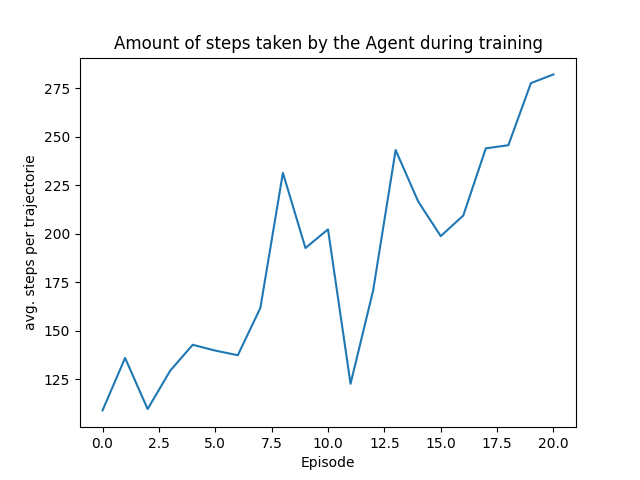 Amount of steps taken by the Agent during training
avg. steps per trajectorie
275
250
225
200
175
150
125
0.0 2.5 5.0 7.5 10.0 12.5 15.0 17.5 20.0
Episode